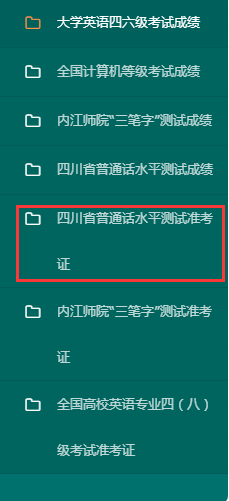 大学英语四六级考试成绩
全国计算机等级考试成绩
内江师院“三笔字”测试成绩
四川省普通话水平测试成绩
四川省普通话水平测试准考
证
内江师院“三笔字”测试准考
证
全国高校英语专业四（八）
级考试准考证